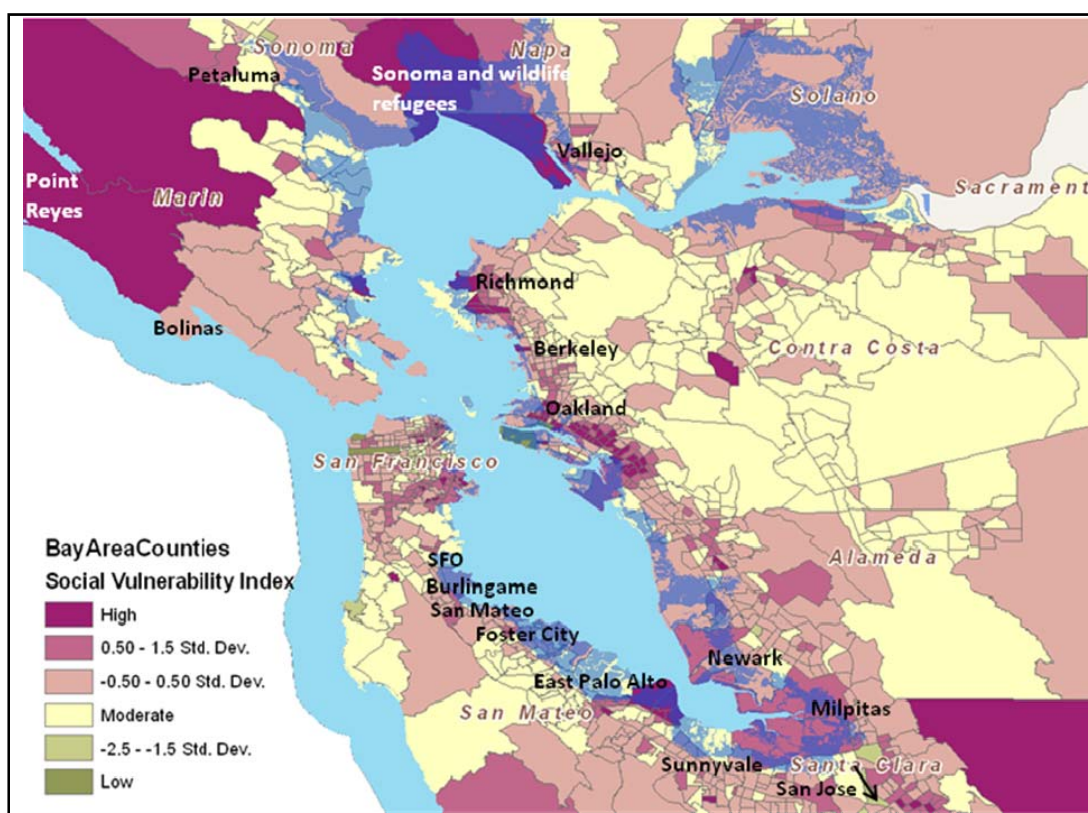 Sonoma
Napa
Petaluma
Sonoma and wildlife
refugees
Solano
Vallejo
Sacrament
Point
Reyes
Marin
Richmond
Bolinas
Berkeley
Contra Costa
Oakland
San Francisco
BayAreaCounties
Social Vulnerability Index
High
0.50 - 1.5 Std. Dev.
-0.50 - 0.50 Std. Dev.
Moderate
-2.5 - -1.5 Std. Dev.
Low
SFO
Burlingame
San Mateo
Foster City
Alameda
Newark
East Palo Alto
San Mateo
Milpitas
Sunnyvale
Santa Clara
San Jose